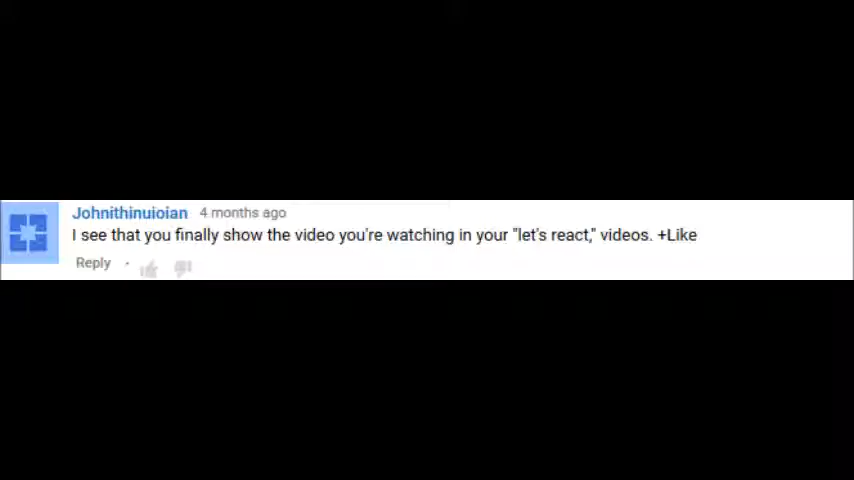 Johnithinuioian 4 months ago
I see that you finally show the video you're watching in your "let's react," videos. +Like
Reply ·